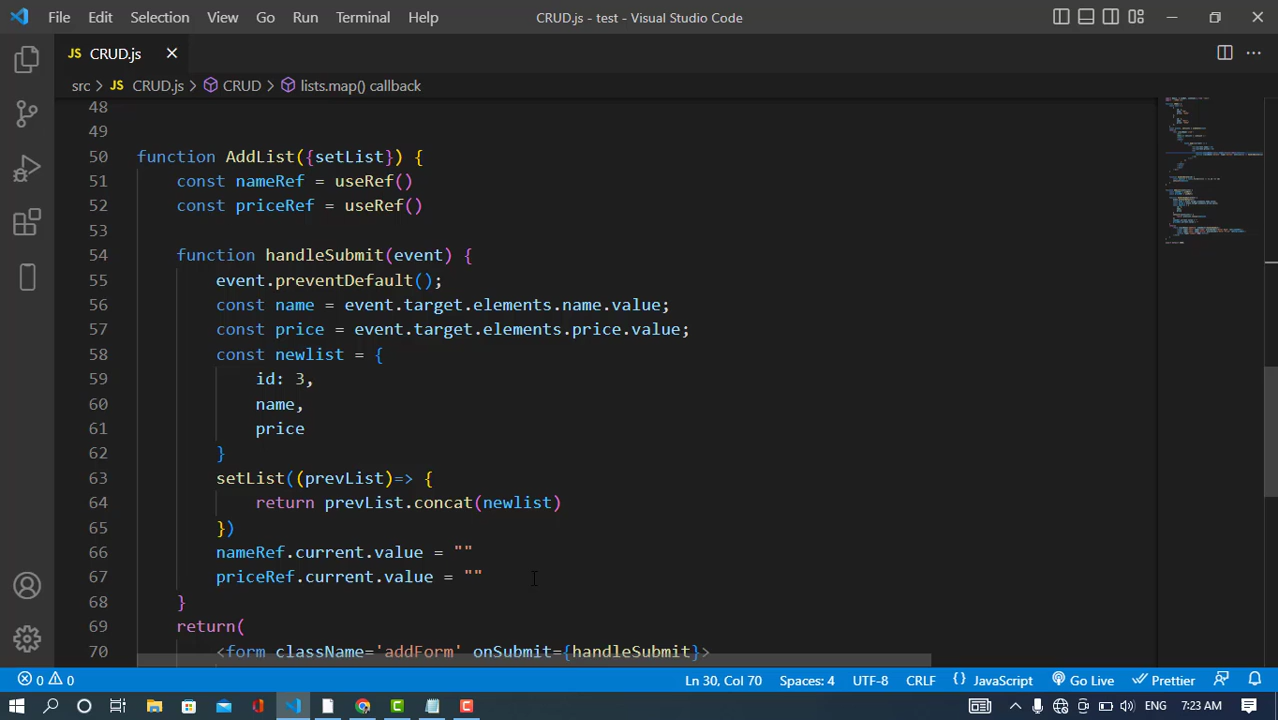 File Edit Selection View Go Run Terminal Help CRUD.js - test - Visual Studio Code
JS CRUD.js
src > JS CRUD.js > CRUD > lists.map() callback
48
49
50 function AddList({setList}) {
51 const nameRef = useRef()
52 const priceRef = useRef()
53
54 function handleSubmit(event) {
55 event.preventDefault();
56 const name = event.target.elements.name.value;
57 const price = event.target.elements.price.value;
58 const newlist = {
59 id: 3,
60 name,
61 price
62 }
63 setList((prevList)=> {
64 return prevList.concat(newlist)
65 })
66 nameRef.current.value = ""
67 priceRef.current.value = ""
68 }
69 return(
70 <form className='addForm' onSubmit={handleSubmit}>
0 0 Ln 30, Col 70 Spaces: 4 UTF-8 CRLF {} JavaScript Go Live Prettier
ENG 7:23 AM